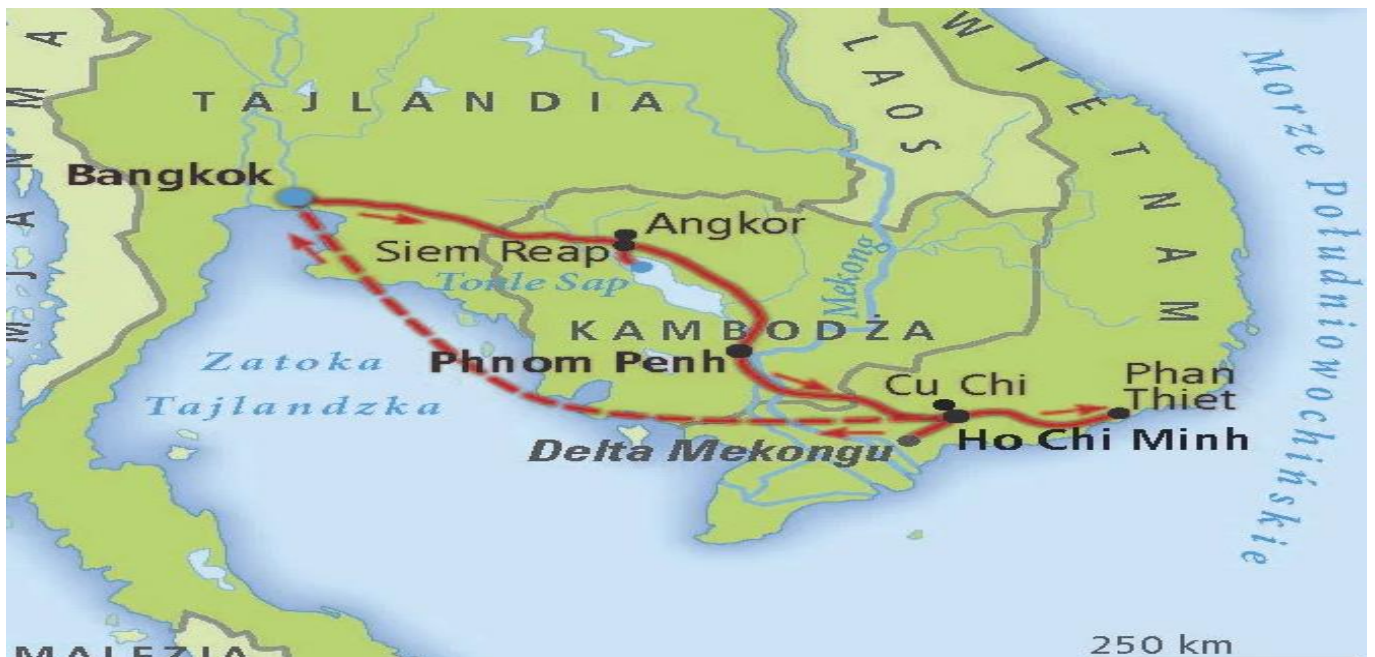 TAJLANDIA
LAOS
WIETNAM
Morze Południowochińskie
Bangkok
Angkor
Siem Reap
Tonle Sap
Mekong
KAMBODŻA
Zatoka
Tajlandzka
Phnom Penh
Cu Chi
Phan
Thiet
Ho Chi Minh
Delta Mekongu
250 km
MALEZJA